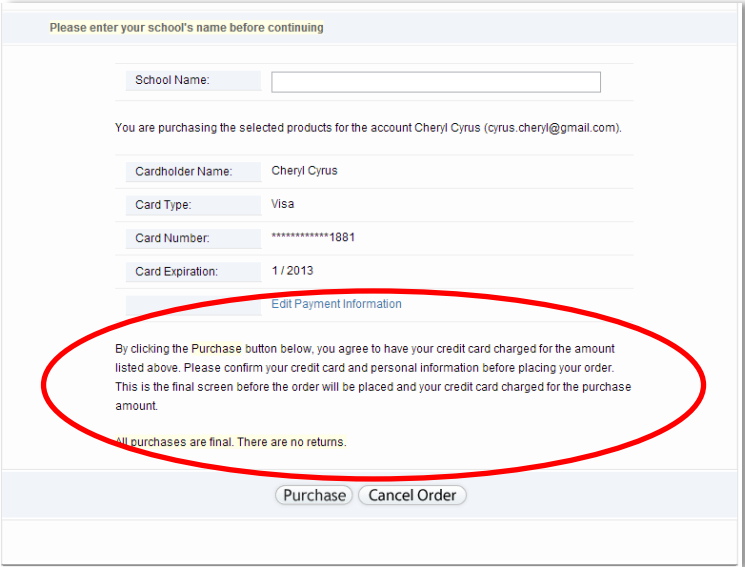 Please enter your school's name before continuing
School Name:
You are purchasing the selected products for the account Cheryl Cyrus (cyrus.cheryl@gmail.com).
Cardholder Name: Cheryl Cyrus
Card Type: Visa
Card Number: ************1881
Card Expiration: 1 / 2013
Edit Payment Information
By clicking the Purchase button below, you agree to have your credit card charged for the amount
listed above. Please confirm your credit card and personal information before placing your order.
This is the final screen before the order will be placed and your credit card charged for the purchase
amount.
All purchases are final. There are no returns.
Purchase Cancel Order